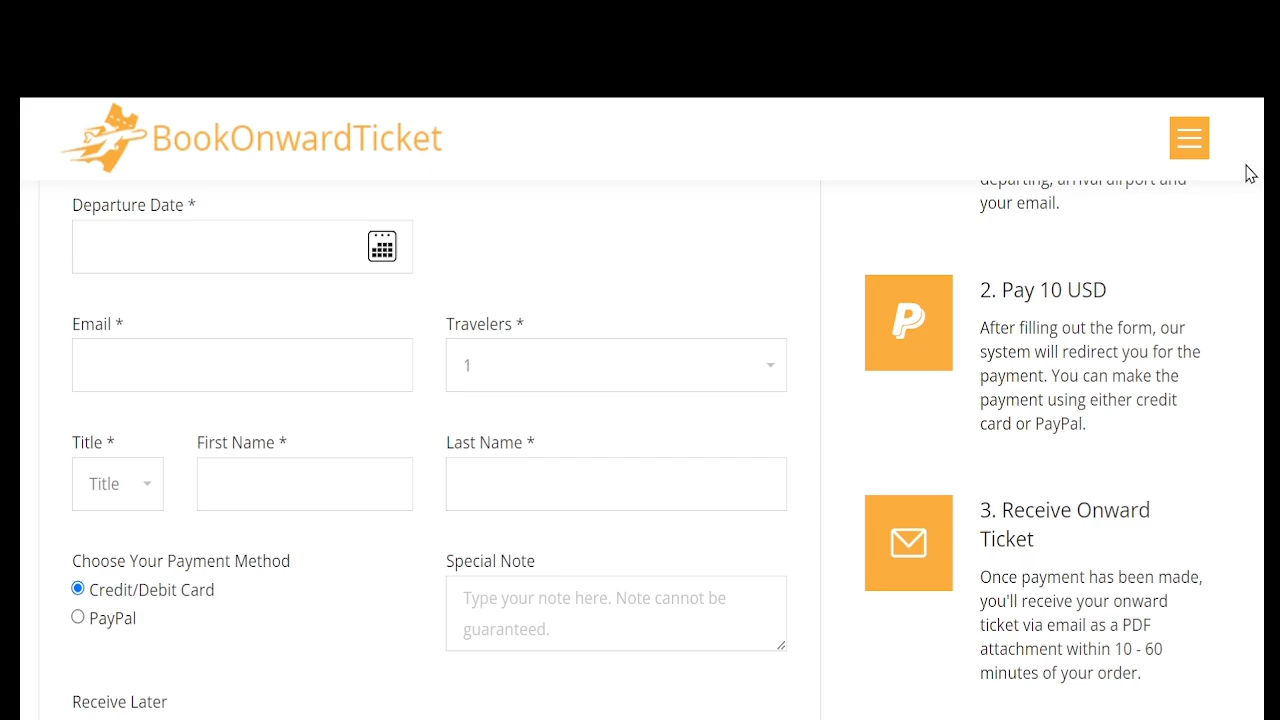 BookOnwardTicket
Departure Date *
Email *
Travelers *
1
Title *
First Name *
Last Name *
Title
Choose Your Payment Method
Credit/Debit Card
PayPal
Special Note
Type your note here. Note cannot be
guaranteed.
Receive Later
departing, arrival airport and
your email.
2. Pay 10 USD
After filling out the form, our
system will redirect you for the
payment. You can make the
payment using either credit
card or PayPal.
3. Receive Onward
Ticket
Once payment has been made,
you'll receive your onward
ticket via email as a PDF
attachment within 10 - 60
minutes of your order.